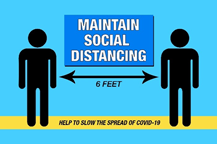 MAINTAIN
SOCIAL
DISTANCING
6 FEET
HELP TO SLOW THE SPREAD OF COVID-19